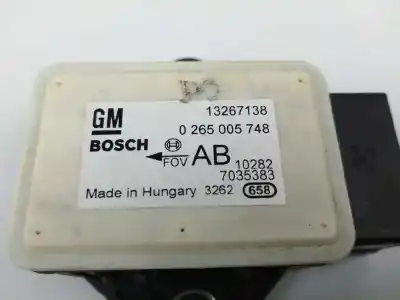 GM 13267138
BOSCH 0 265 005 748
FOV AB 10282
7035383
Made in Hungary 3262 658